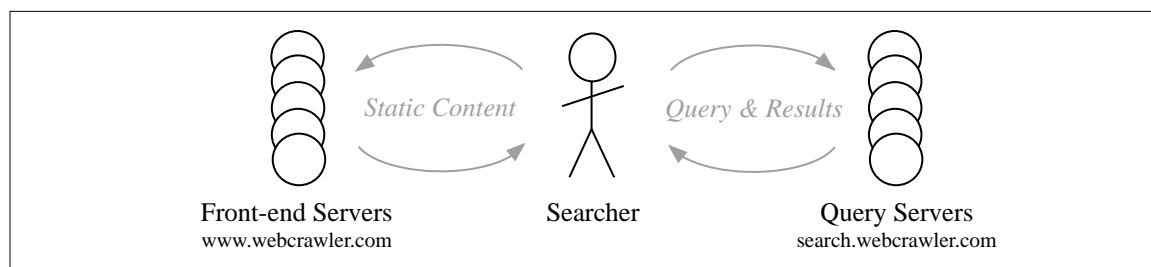 Static Content
Query & Results
Front-end Servers
www.webcrawler.com
Searcher
Query Servers
search.webcrawler.com